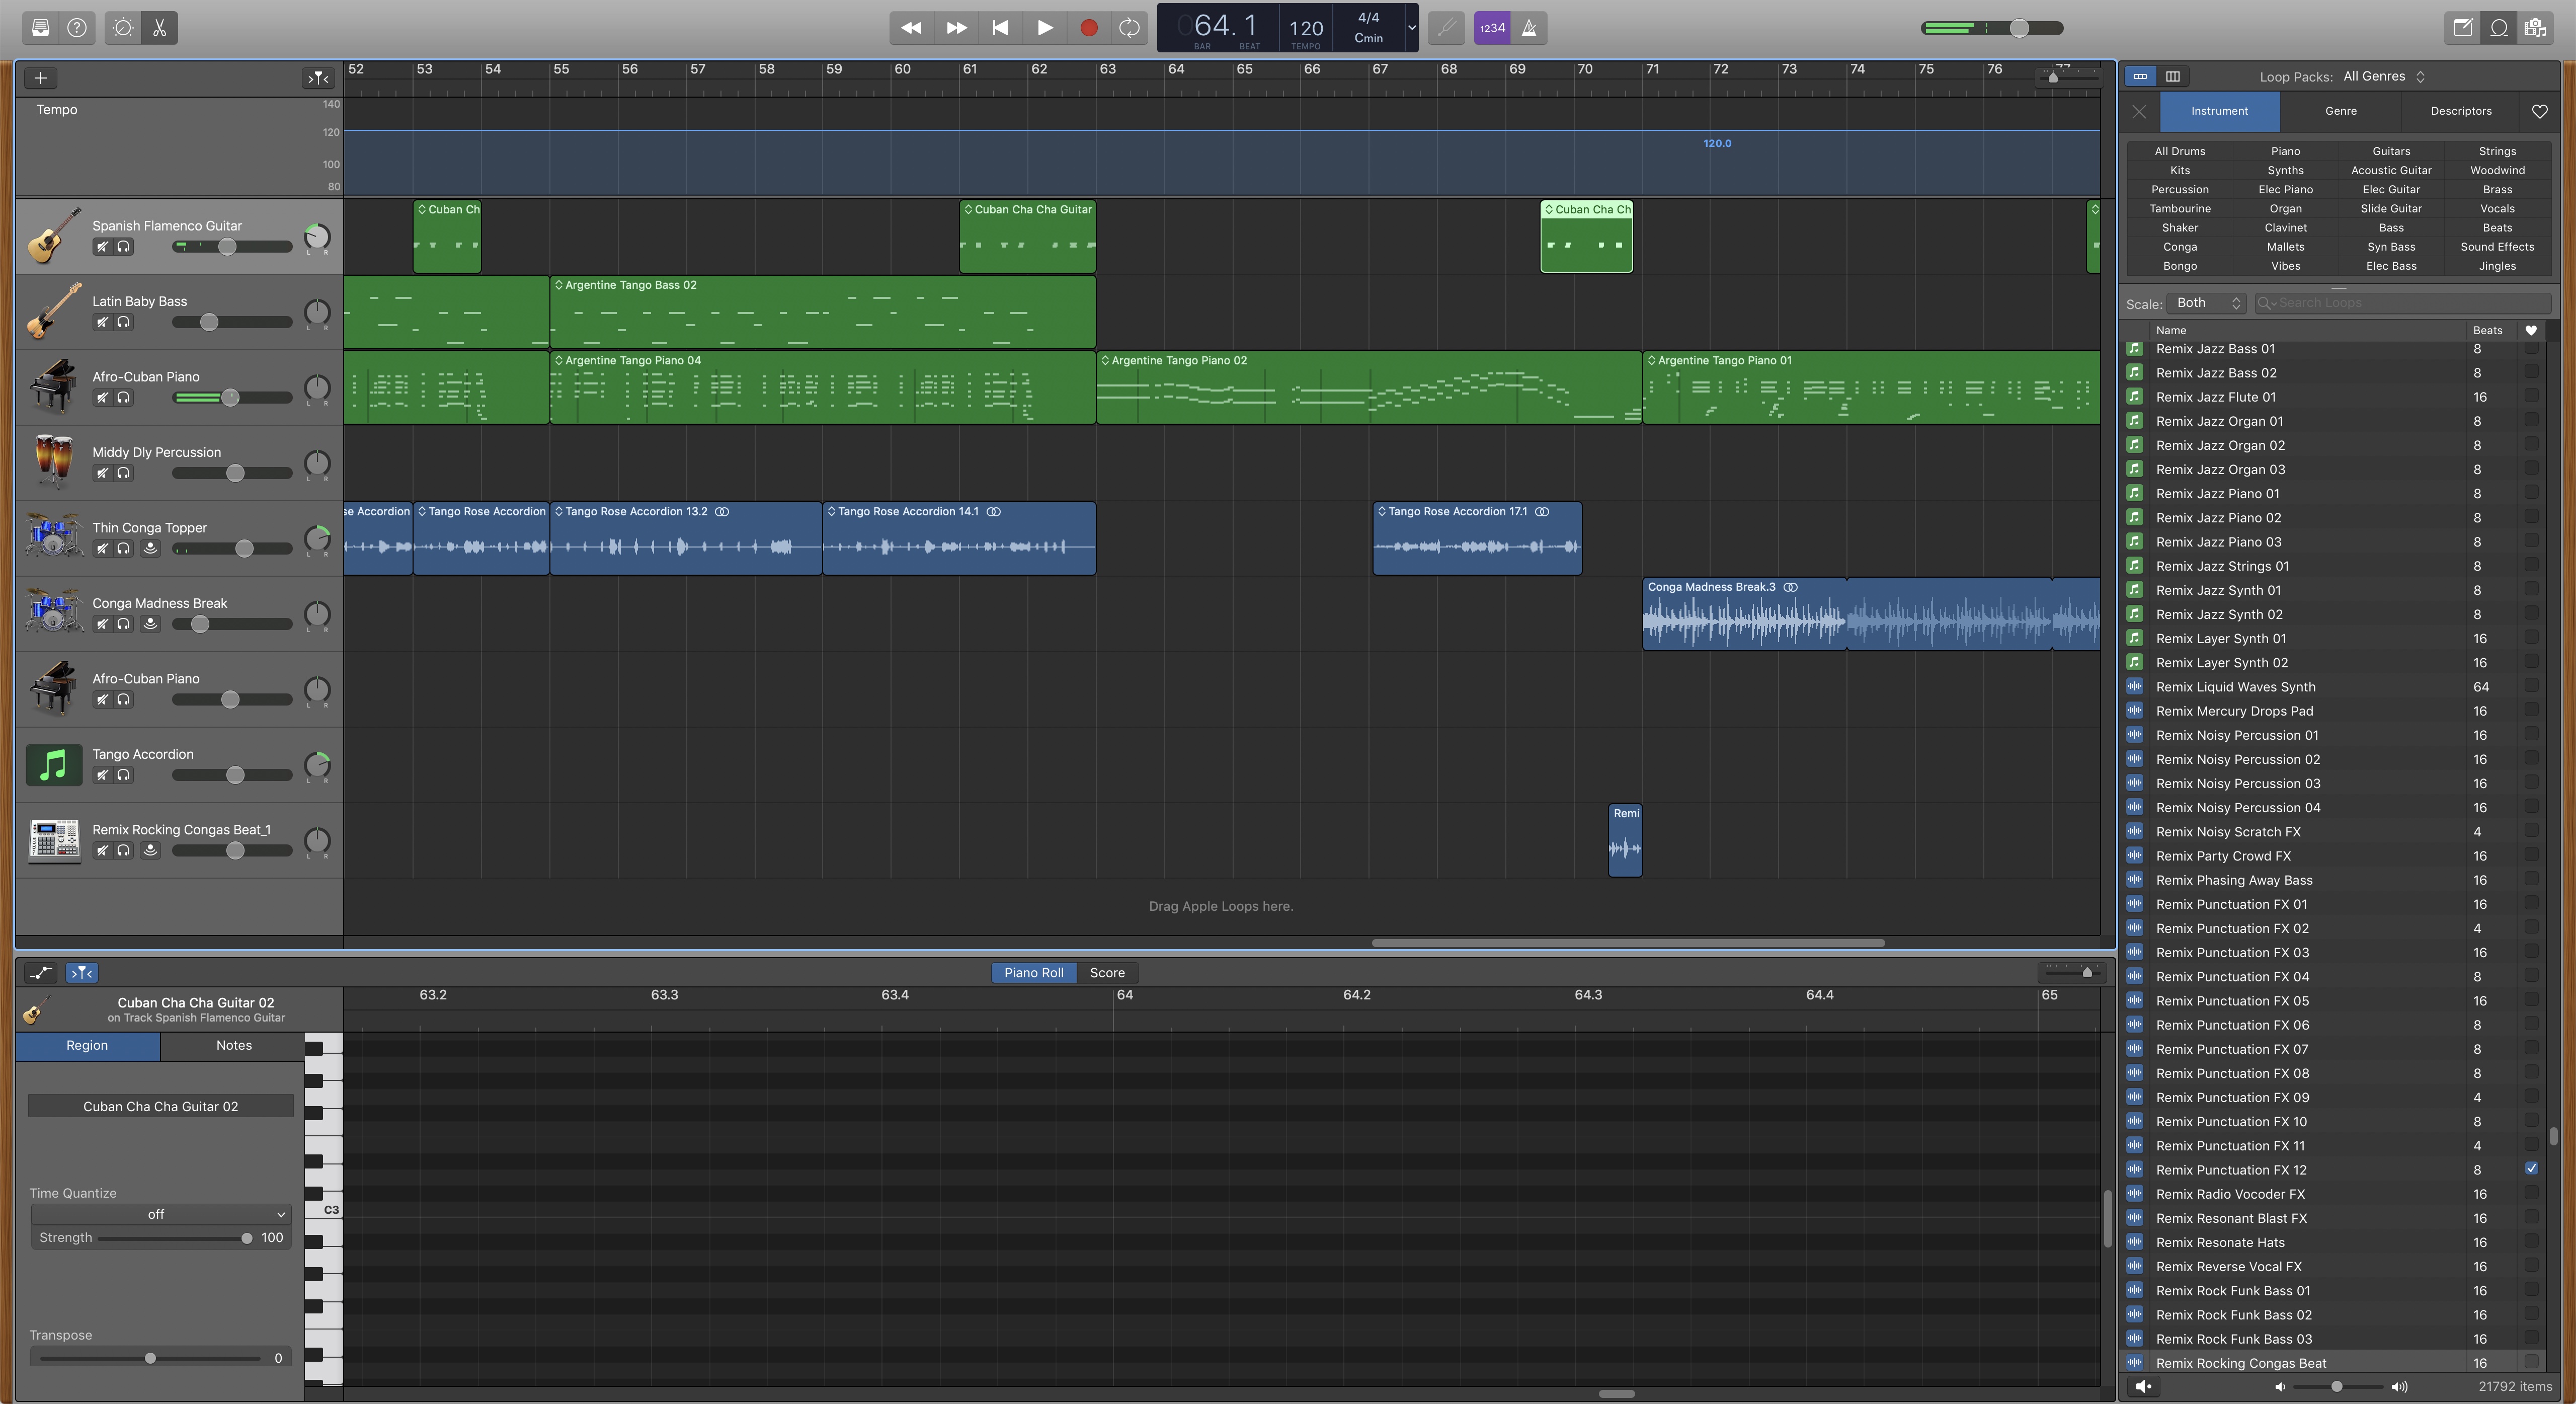 064.1
BAR BEAT
120
TEMPO
4/4
Cmin
1234
52 53 54 55 56 57 58 59 60 61 62 63 64 65 66 67 68 69 70 71 72 73 74 75 76 77
Tempo
140
120
100
80
120.0
Spanish Flamenco Guitar
L R
Cuban Ch
Cuban Cha Cha Guitar
Cuban Cha Ch
Latin Baby Bass
L R
Argentine Tango Bass 02
Afro-Cuban Piano
L R
Argentine Tango Piano 04
Argentine Tango Piano 02
Argentine Tango Piano 01
Middy Dly Percussion
L R
Thin Conga Topper
L R
se Accordion
Tango Rose Accordion
Tango Rose Accordion 13.2
Tango Rose Accordion 14.1
Tango Rose Accordion 17.1
Conga Madness Break
L R
Conga Madness Break.3
Afro-Cuban Piano
L R
Tango Accordion
L R
Remix Rocking Congas Beat_1
L R
Remi
Drag Apple Loops here.
Piano Roll Score
63.2 63.3 63.4 64 64.2 64.3 64.4 65
Cuban Cha Cha Guitar 02
on Track Spanish Flamenco Guitar
Region Notes
Cuban Cha Cha Guitar 02
Time Quantize
off
Strength 100
Transpose
0
C3
Loop Packs: All Genres
Instrument Genre Descriptors
All Drums Piano Guitars Strings
Kits Synths Acoustic Guitar Woodwind
Percussion Elec Piano Elec Guitar Brass
Tambourine Organ Slide Guitar Vocals
Shaker Clavinet Bass Beats
Conga Mallets Syn Bass Sound Effects
Bongo Vibes Elec Bass Jingles
Scale: Both Search Loops
Name Beats
Remix Jazz Bass 01 8
Remix Jazz Bass 02 8
Remix Jazz Flute 01 16
Remix Jazz Organ 01 8
Remix Jazz Organ 02 8
Remix Jazz Organ 03 8
Remix Jazz Piano 01 8
Remix Jazz Piano 02 8
Remix Jazz Piano 03 8
Remix Jazz Strings 01 8
Remix Jazz Synth 01 8
Remix Jazz Synth 02 8
Remix Layer Synth 01 16
Remix Layer Synth 02 16
Remix Liquid Waves Synth 64
Remix Mercury Drops Pad 16
Remix Noisy Percussion 01 16
Remix Noisy Percussion 02 16
Remix Noisy Percussion 03 16
Remix Noisy Percussion 04 16
Remix Noisy Scratch FX 4
Remix Party Crowd FX 16
Remix Phasing Away Bass 16
Remix Punctuation FX 01 16
Remix Punctuation FX 02 4
Remix Punctuation FX 03 16
Remix Punctuation FX 04 8
Remix Punctuation FX 05 16
Remix Punctuation FX 06 8
Remix Punctuation FX 07 8
Remix Punctuation FX 08 8
Remix Punctuation FX 09 4
Remix Punctuation FX 10 8
Remix Punctuation FX 11 4
Remix Punctuation FX 12 8
Remix Radio Vocoder FX 16
Remix Resonant Blast FX 16
Remix Resonate Hats 16
Remix Reverse Vocal FX 16
Remix Rock Funk Bass 01 16
Remix Rock Funk Bass 02 16
Remix Rock Funk Bass 03 16
Remix Rocking Congas Beat 16
21792 items